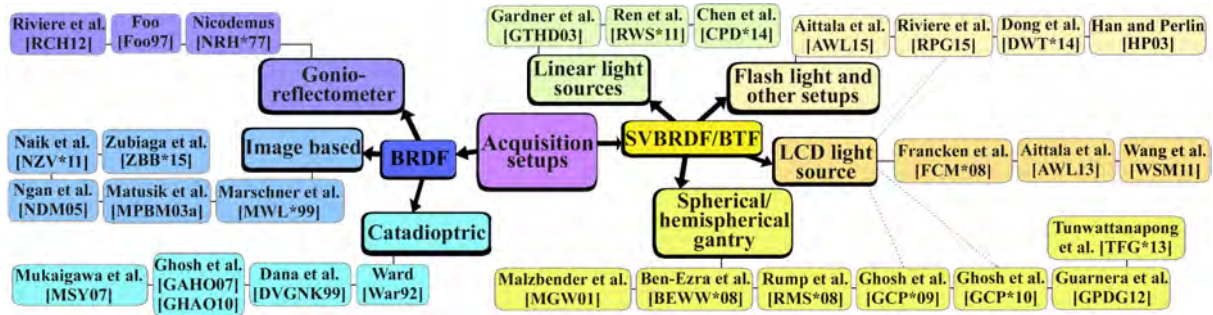 Riviere et al.
[RCH12]
Foo
[Foo97]
Nicodemus
[NRH*77]
Gonio-
reflectometer
Naik et al.
[NZV*11]
Zubiaga et al.
[ZBB*15]
Image based
Ngan et al.
[NDM05]
Matusik et al.
[MPBM03a]
Marschner et al.
[MWL*99]
BRDF
Catadioptric
Mukaigawa et al.
[MSY07]
Ghosh et al.
[GAHO07]
[GHAO10]
Dana et al.
[DVGNK99]
Ward
[War92]
Acquisition
setups
SVBRDF/BTF
Gardner et al.
[GTHD03]
Ren et al.
[RWS*11]
Chen et al.
[CPD*14]
Linear light
sources
Aittala et al.
[AWL15]
Riviere et al.
[RPG15]
Dong et al.
[DWT*14]
Han and Perlin
[HP03]
Flash light and
other setups
LCD light
source
Francken et al.
[FCM*08]
Aittala et al.
[AWL13]
Wang et al.
[WSM11]
Spherical/
hemispherical
gantry
Malzbender et al.
[MGW01]
Ben-Ezra et al.
[BEWW*08]
Rump et al.
[RMS*08]
Ghosh et al.
[GCP*09]
Ghosh et al.
[GCP*10]
Guarnera et al.
[GPDG12]
Tunwattanapong
et al. [TFG*13]